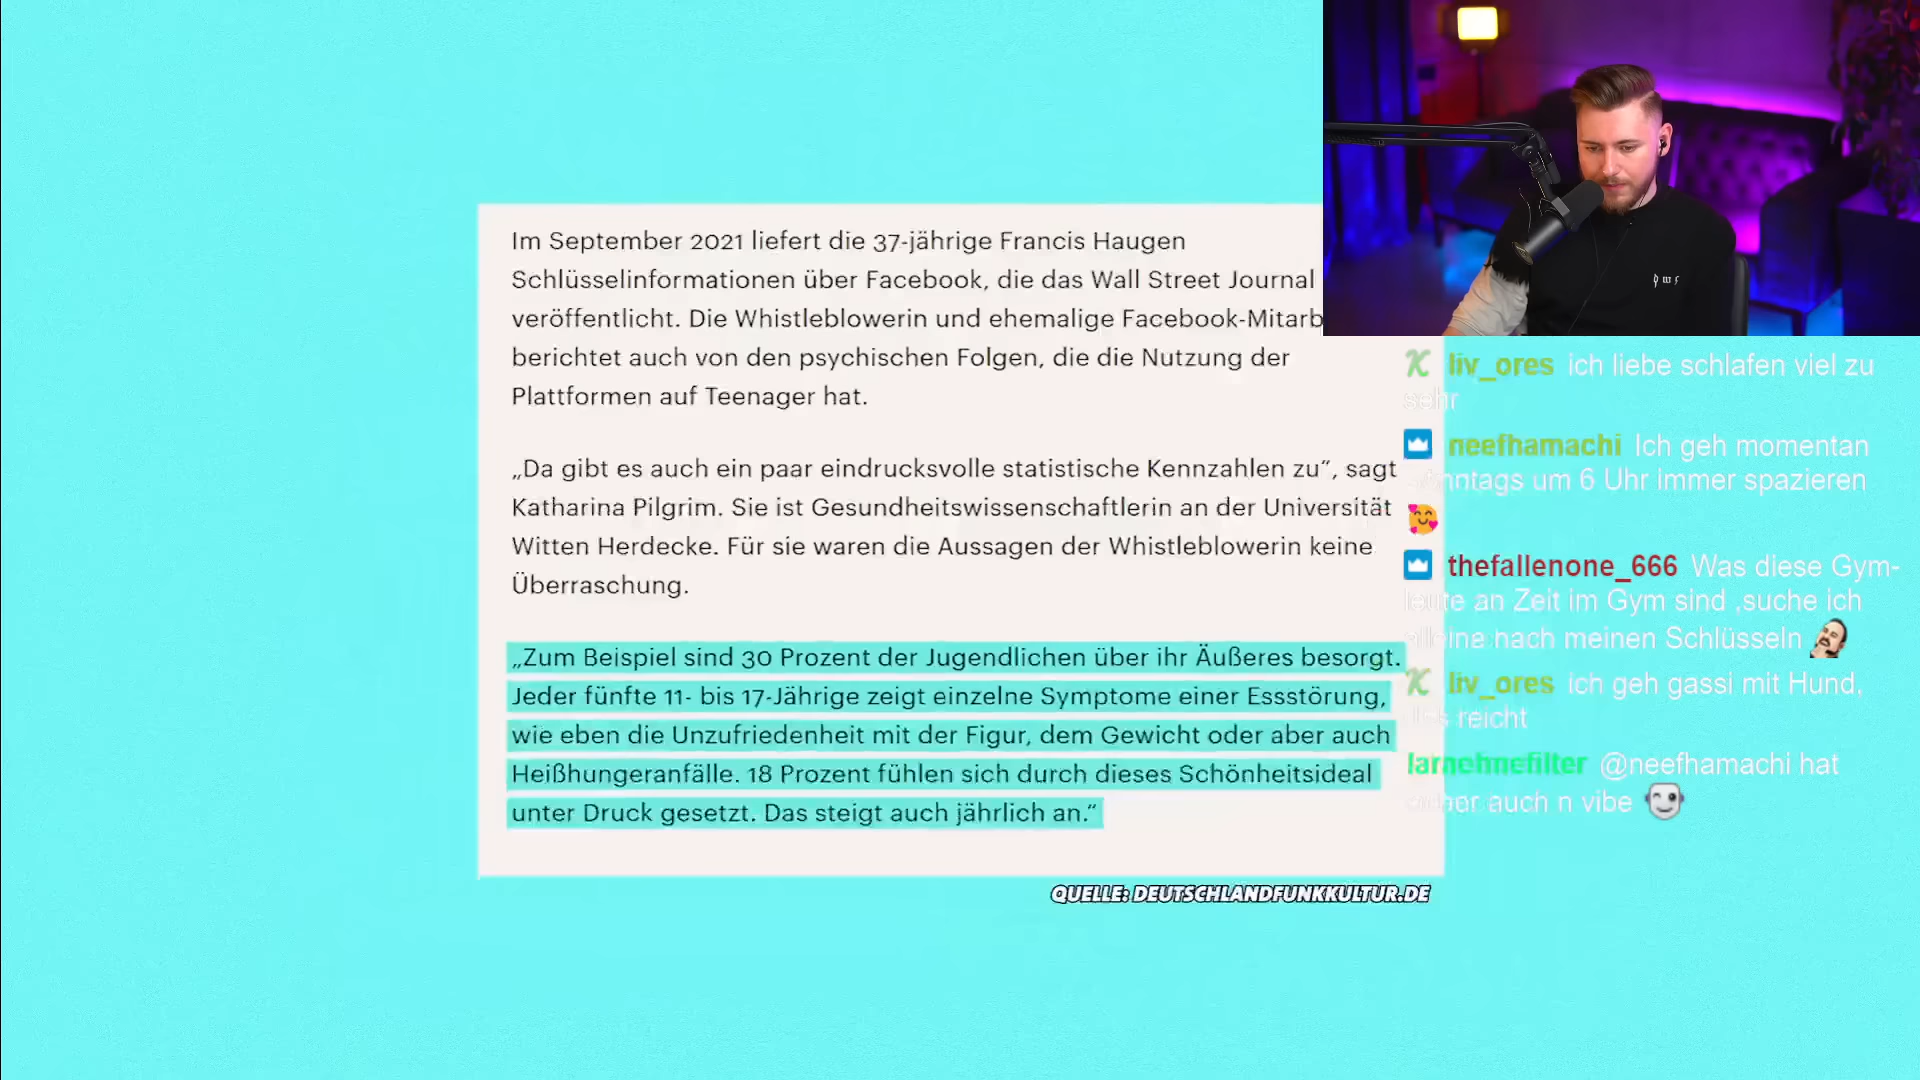 Im September 2021 liefert die 37-jährige Francis Haugen
Schlüsselinformationen über Facebook, die das Wall Street Journal
veröffentlicht. Die Whistleblowerin und ehemalige Facebook-Mitarb
berichtet auch von den psychischen Folgen, die die Nutzung der
Plattformen auf Teenager hat.
„Da gibt es auch ein paar eindrucksvolle statistische Kennzahlen zu“, sagt
Katharina Pilgrim. Sie ist Gesundheitswissenschaftlerin an der Universität
Witten Herdecke. Für sie waren die Aussagen der Whistleblowerin keine
Überraschung.
„Zum Beispiel sind 30 Prozent der Jugendlichen über ihr Äußeres besorgt.
Jeder fünfte 11- bis 17-Jährige zeigt einzelne Symptome einer Essstörung,
wie eben die Unzufriedenheit mit der Figur, dem Gewicht oder aber auch
Heißhungeranfälle. 18 Prozent fühlen sich durch dieses Schönheitsideal
unter Druck gesetzt. Das steigt auch jährlich an.“
QUELLE: DEUTSCHLANDFUNKKULTUR.DE
liv_ores ich liebe schlafen viel zu
sehr
neefhamachi Ich geh momentan
sonntags um 6 Uhr immer spazieren
thefallenone_666 Was diese Gym-
leute an Zeit im Gym sind ,suche ich
alleine nach meinen Schlüsseln
liv_ores ich geh gassi mit Hund,
das reicht
larnohnefilter @neefhamachi hat
auch n vibe